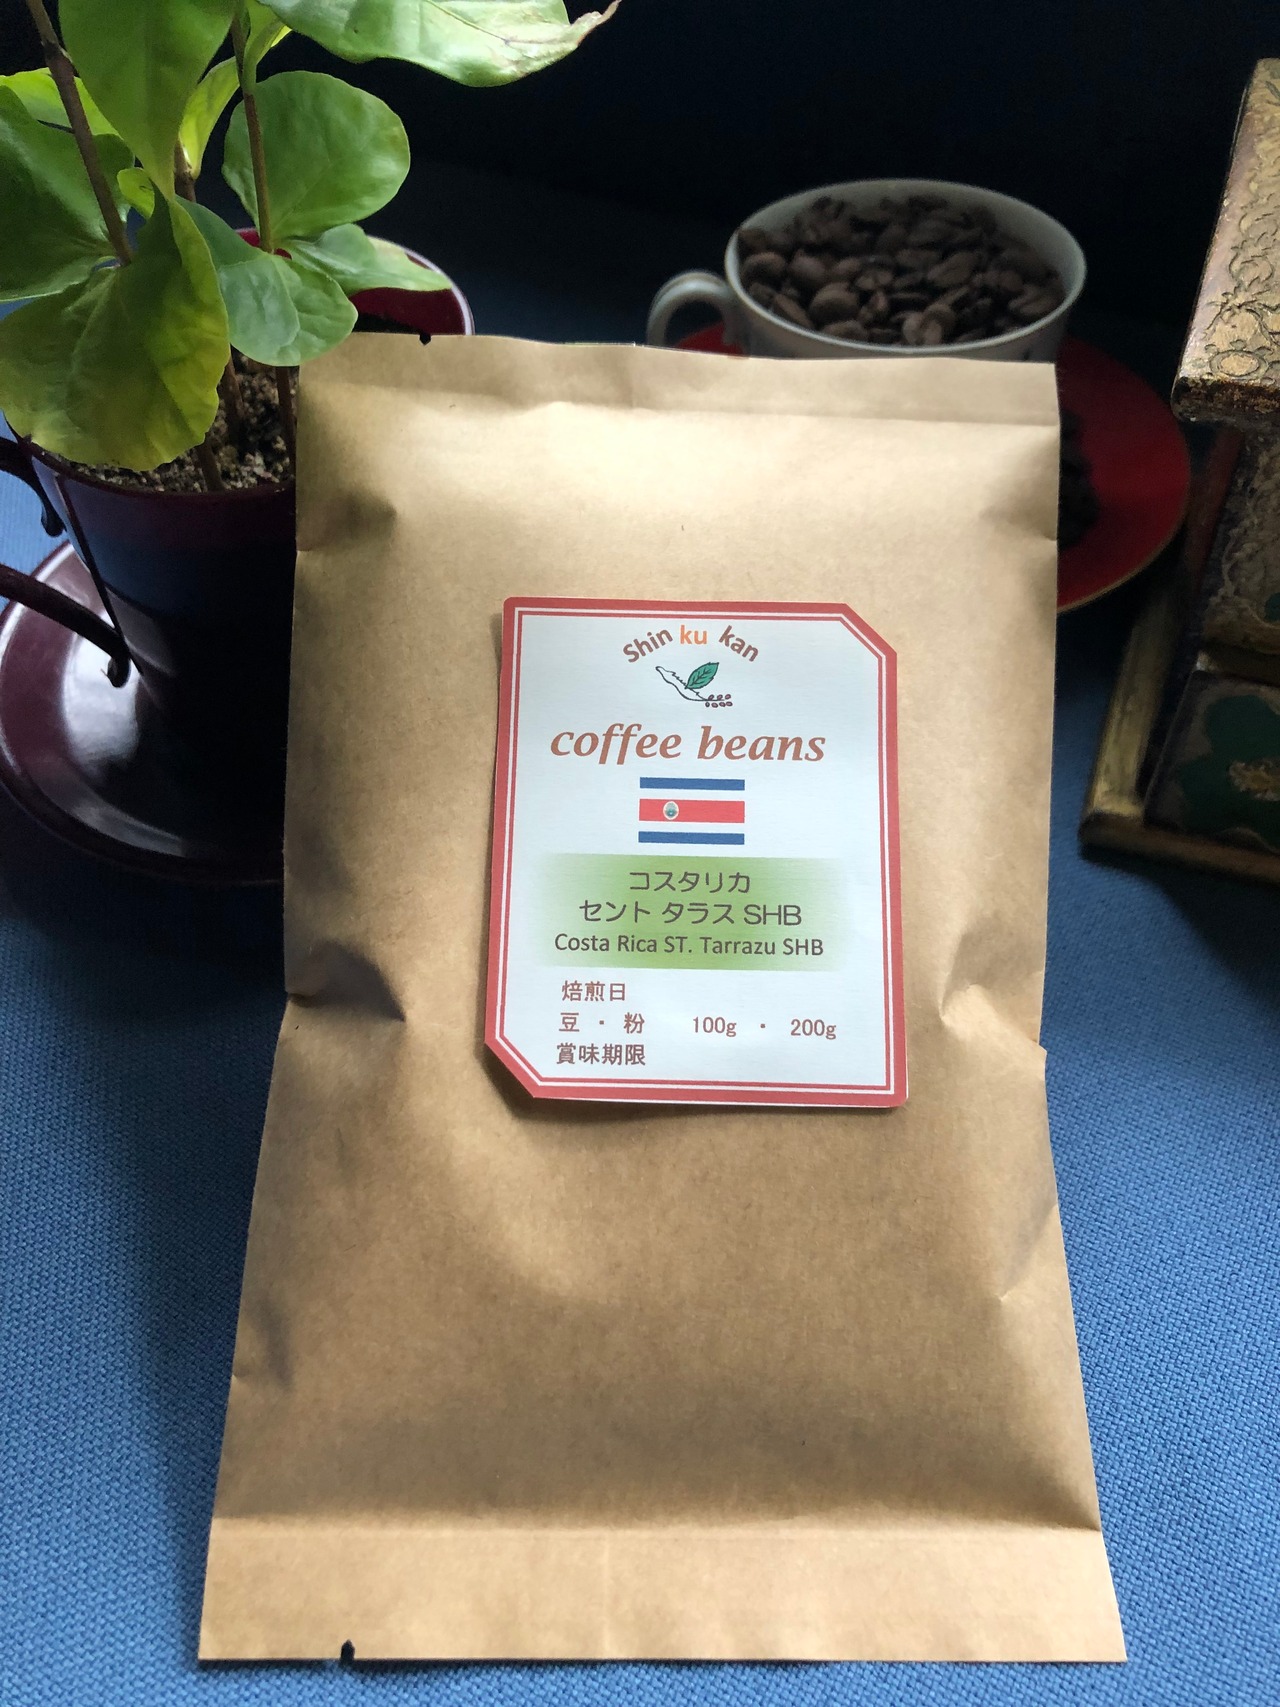 Shin ku kan
coffee beans
コスタリカ
セント タラス SHB
Costa Rica ST. Tarrazu SHB
焙煎日
豆 ・ 粉 100g ・ 200g
賞味期限